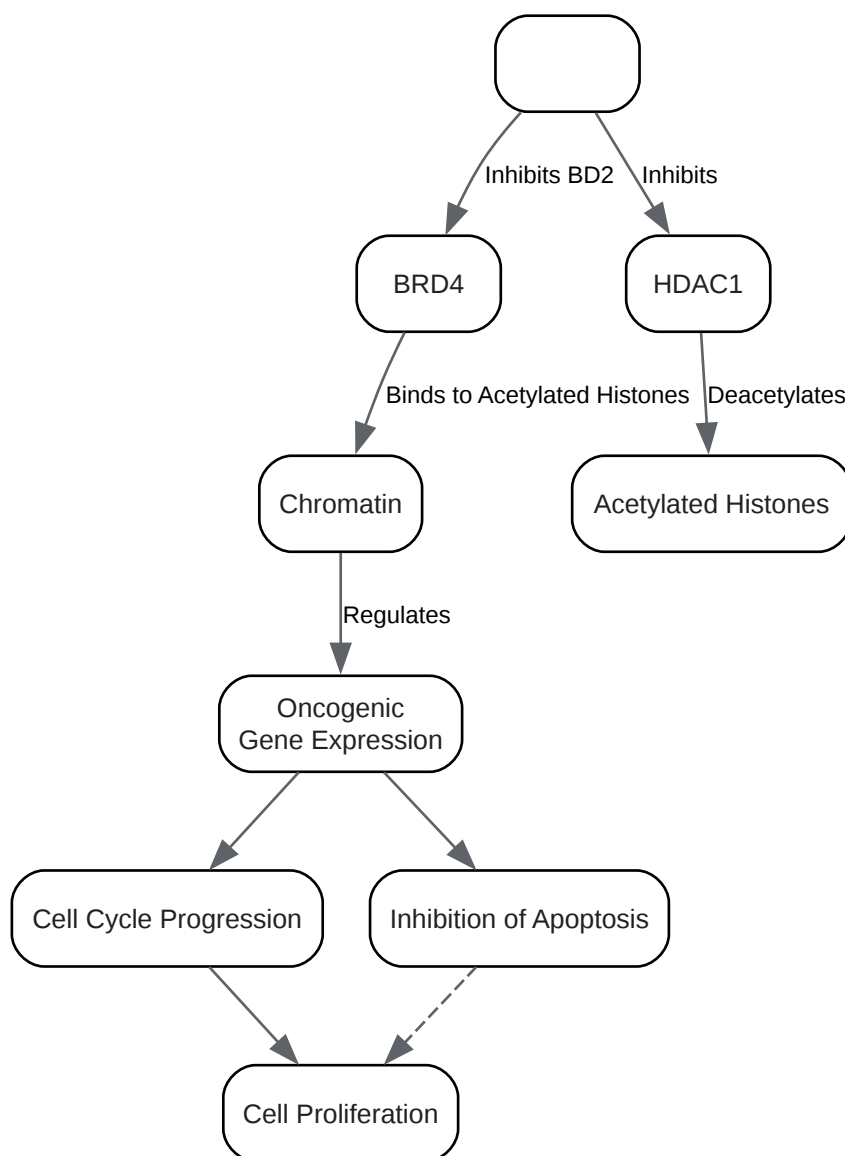 Inhibits BD2
Inhibits
BRD4
HDAC1
Binds to Acetylated Histones
Deacetylates
Chromatin
Acetylated Histones
Regulates
Oncogenic
Gene Expression
Cell Cycle Progression
Inhibition of Apoptosis
Cell Proliferation